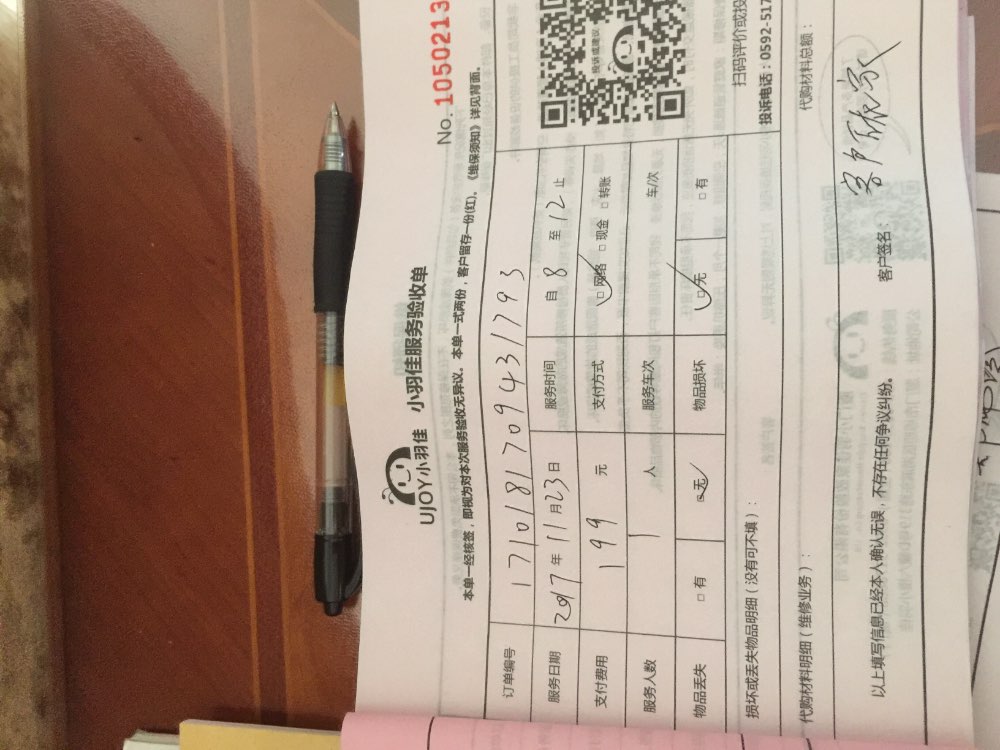 No. 1050213
UJOY小羽佳 小羽佳服务验收单
本单一经核签，即视为对本次服务验收无异议。本单一式两份，客户留存一份(红)。《维保须知》详见背面。
订单编号 1710181709431793
服务日期 2017年11月23日 服务时间 自 8 至 12 止
支付费用 199 元 支付方式 □网络 □现金 □转账
服务人数 1 人 服务车次 车/次
物品丢失 □有 □无 物品损坏 □无 □有
投诉或建议
扫码评价或投
投诉电话：0592-517
损坏或丢失物品明细（没有可不填）：
代购材料明细（维修业务）： 代购材料总额：
以上填写信息已经本人确认无误，不存在任何争议纠纷。 客户签名：